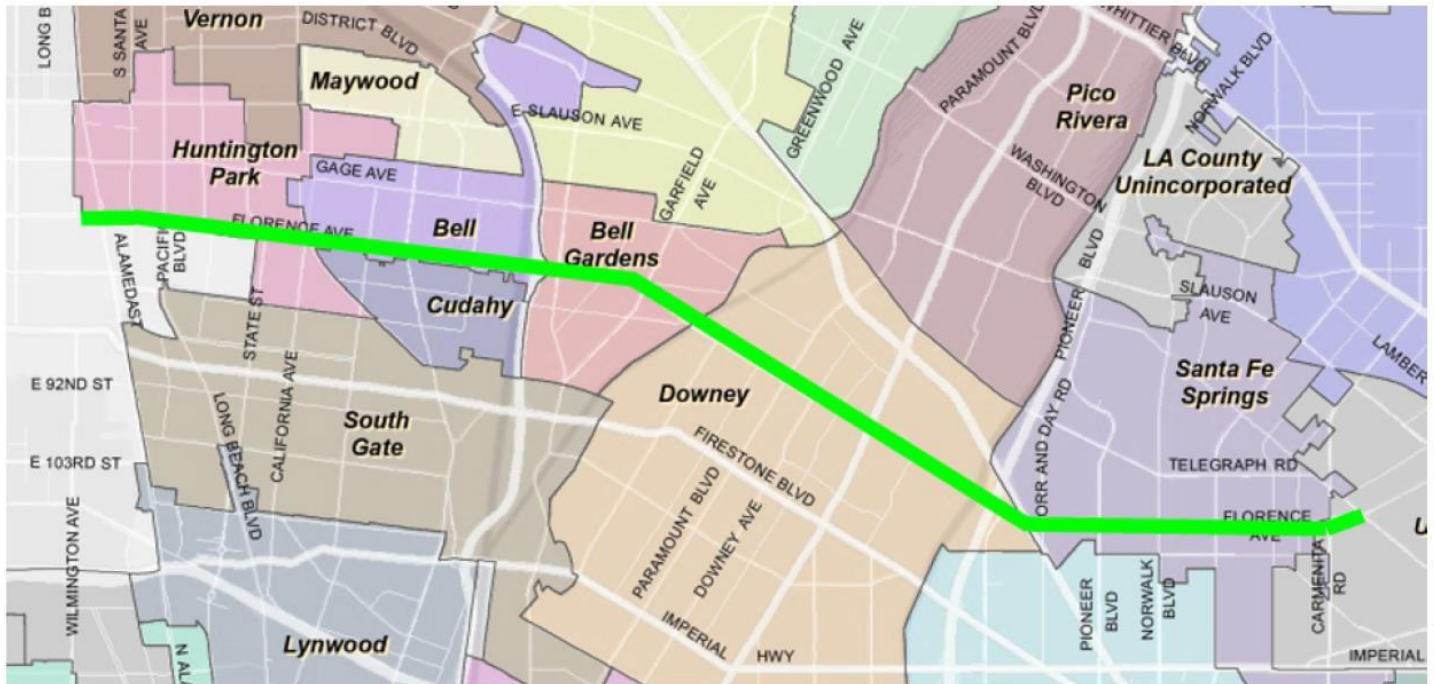 LONG B
S SANTA
AVE
Vernon
DISTRICT BLVD
Maywood
E SLAUSON AVE
GREENWOOD AVE
PARAMOUNT BLVD
WHITTIER BLVD
NORWALK BLVD
Pico
Rivera
Huntington
Park
GAGE AVE
GARFIELD
AVE
WASHINGTON
BLVD
LA County
Unincorporated
FLORENCE AVE
Bell
Bell
Gardens
ALAMEDA ST
PACIFIC
BLVD
Cudahy
STATE ST
PIONEER
BLVD
SLAUSON
AVE
E 92ND ST
CALIFORNIA AVE
LONG BEACH BLVD
South
Gate
Downey
Santa Fe
Springs
LAMBER
E 103RD ST
FIRESTONE BLVD
ORR AND DAY RD
TELEGRAPH RD
WILMINGTON AVE
PARAMOUNT BLVD
DOWNEY AVE
FLORENCE
AVE
U
CARMENITA
RD
PIONEER
BLVD
NORWALK
BLVD
Lynwood
N AL
IMPERIAL
HWY
IMPERIAL